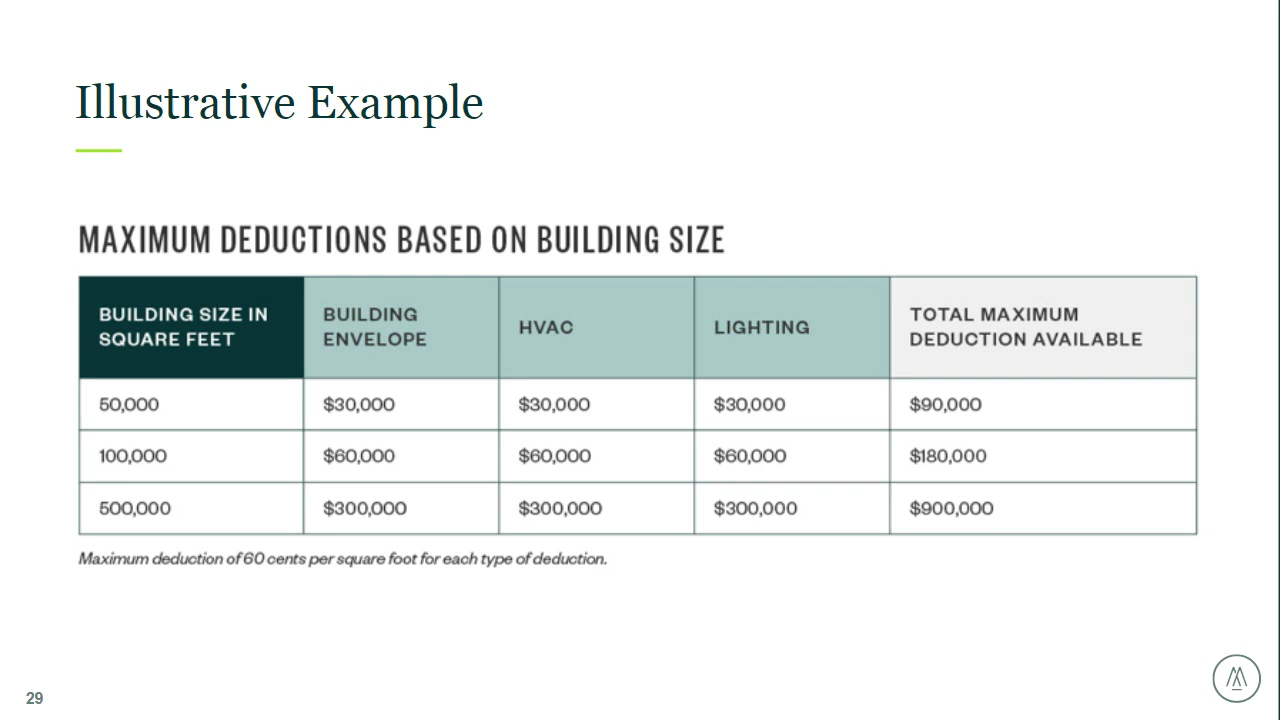 Illustrative Example
MAXIMUM DEDUCTIONS BASED ON BUILDING SIZE
BUILDING SIZE IN
SQUARE FEET
BUILDING
ENVELOPE
HVAC
LIGHTING
TOTAL MAXIMUM
DEDUCTION AVAILABLE
50,000 $30,000 $30,000 $30,000 $90,000
100,000 $60,000 $60,000 $60,000 $180,000
500,000 $300,000 $300,000 $300,000 $900,000
Maximum deduction of 60 cents per square foot for each type of deduction.
29